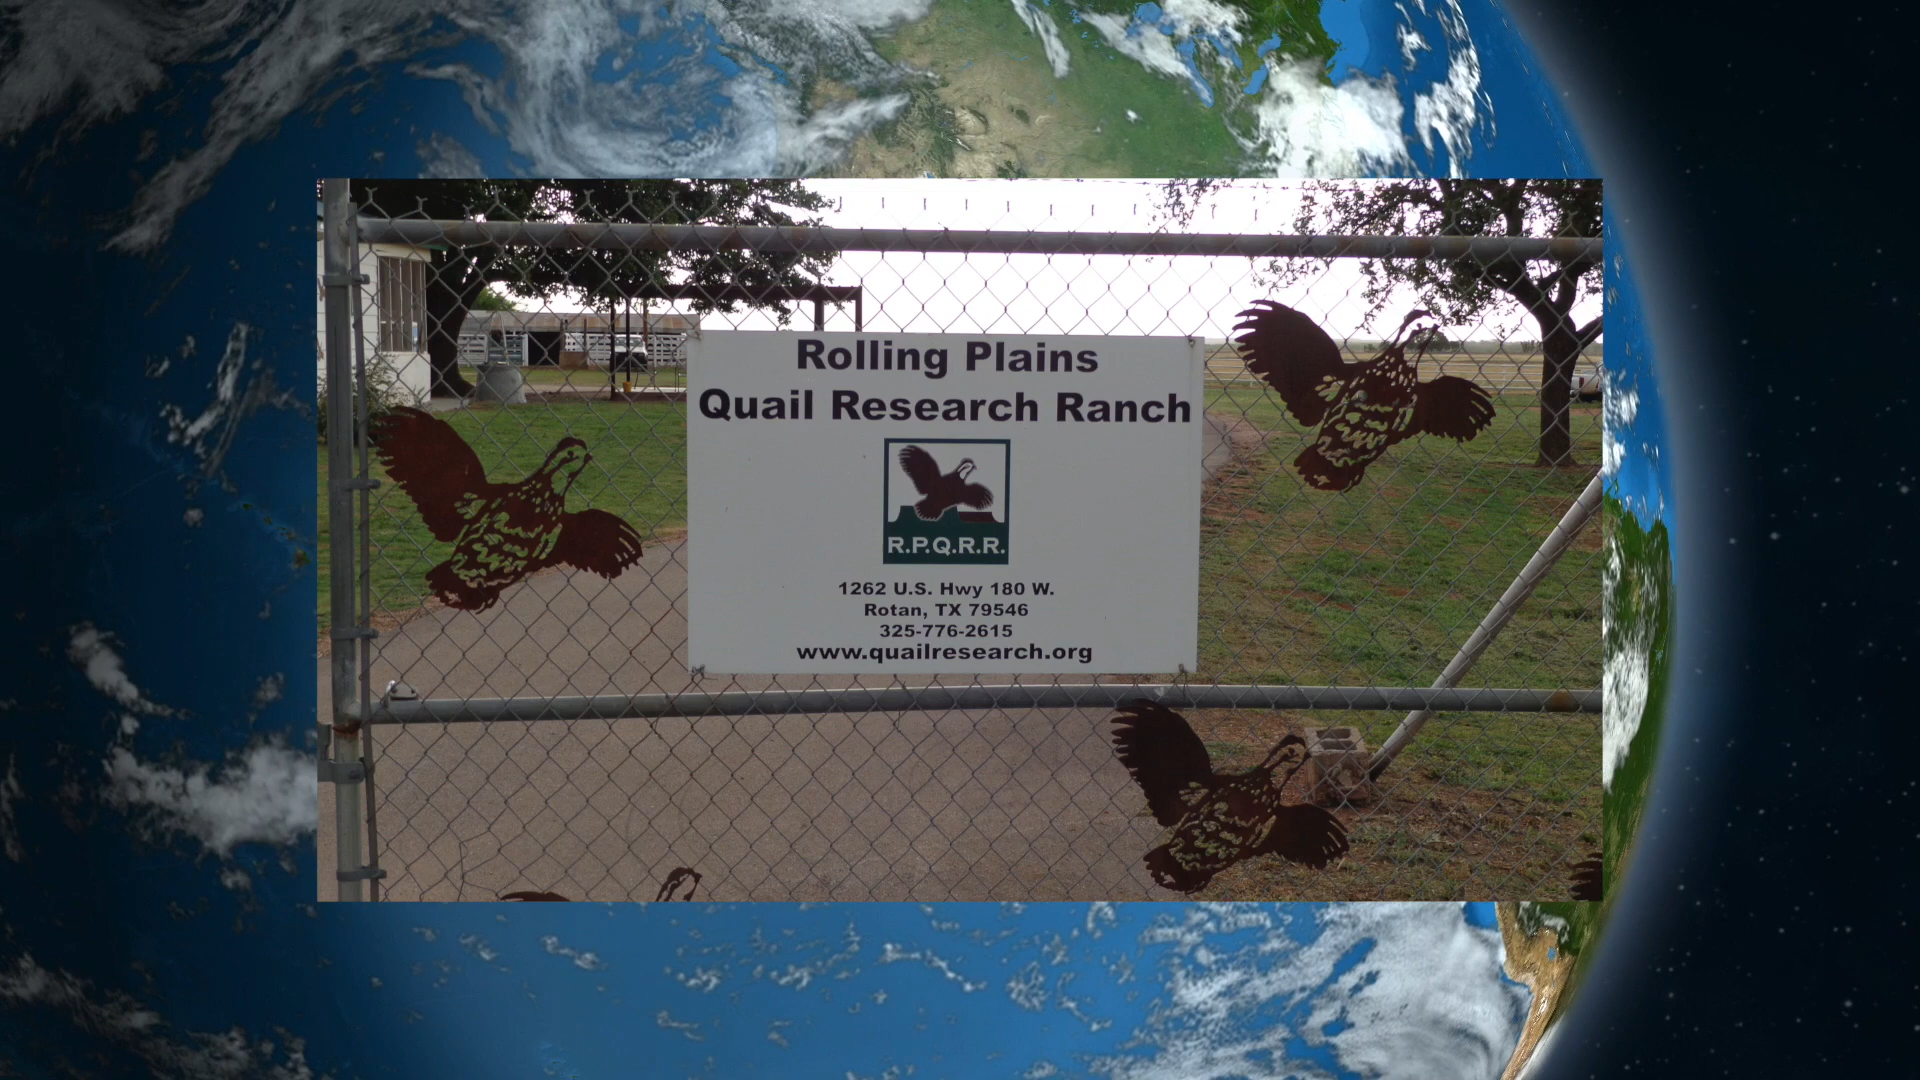 Rolling Plains
Quail Research Ranch
R.P.Q.R.R.
1262 U.S. Hwy 180 W.
Rotan, TX 79546
325-776-2615
www.quailresearch.org